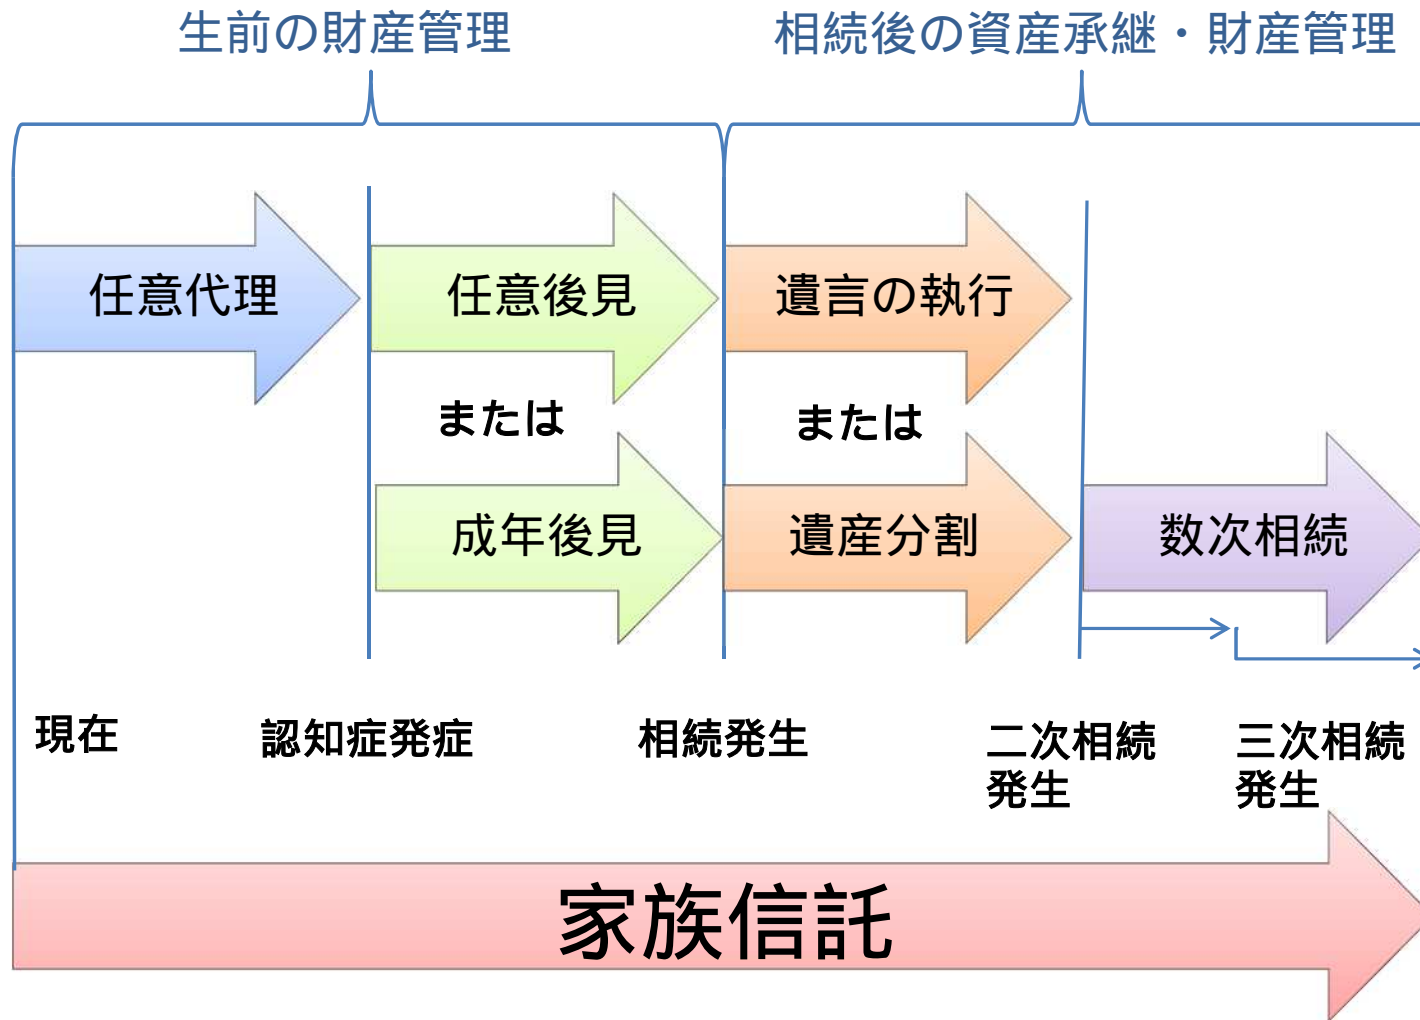 生前の財産管理
相続後の資産承継・財産管理
任意代理
任意後見
遺言の執行
または
または
成年後見
遺産分割
数次相続
現在
認知症発症
相続発生
二次相続
発生
三次相続
発生
家族信託